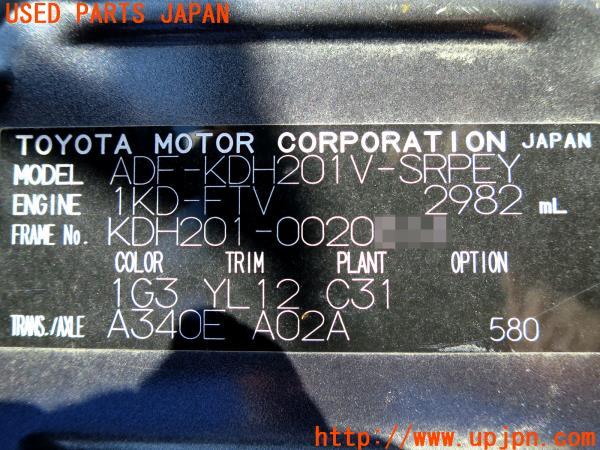 USED PARTS JAPAN
TOYOTA MOTOR CORPORATION JAPAN
MODEL ADF-KDH201V-SRPEY
ENGINE 1KD-FTV 2982 mL
FRAME No. KDH201-0020
COLOR TRIM PLANT OPTION
1G3 YL12 C31
TRANS./AXLE A340E A02A 580
http://www.upjpn.com/